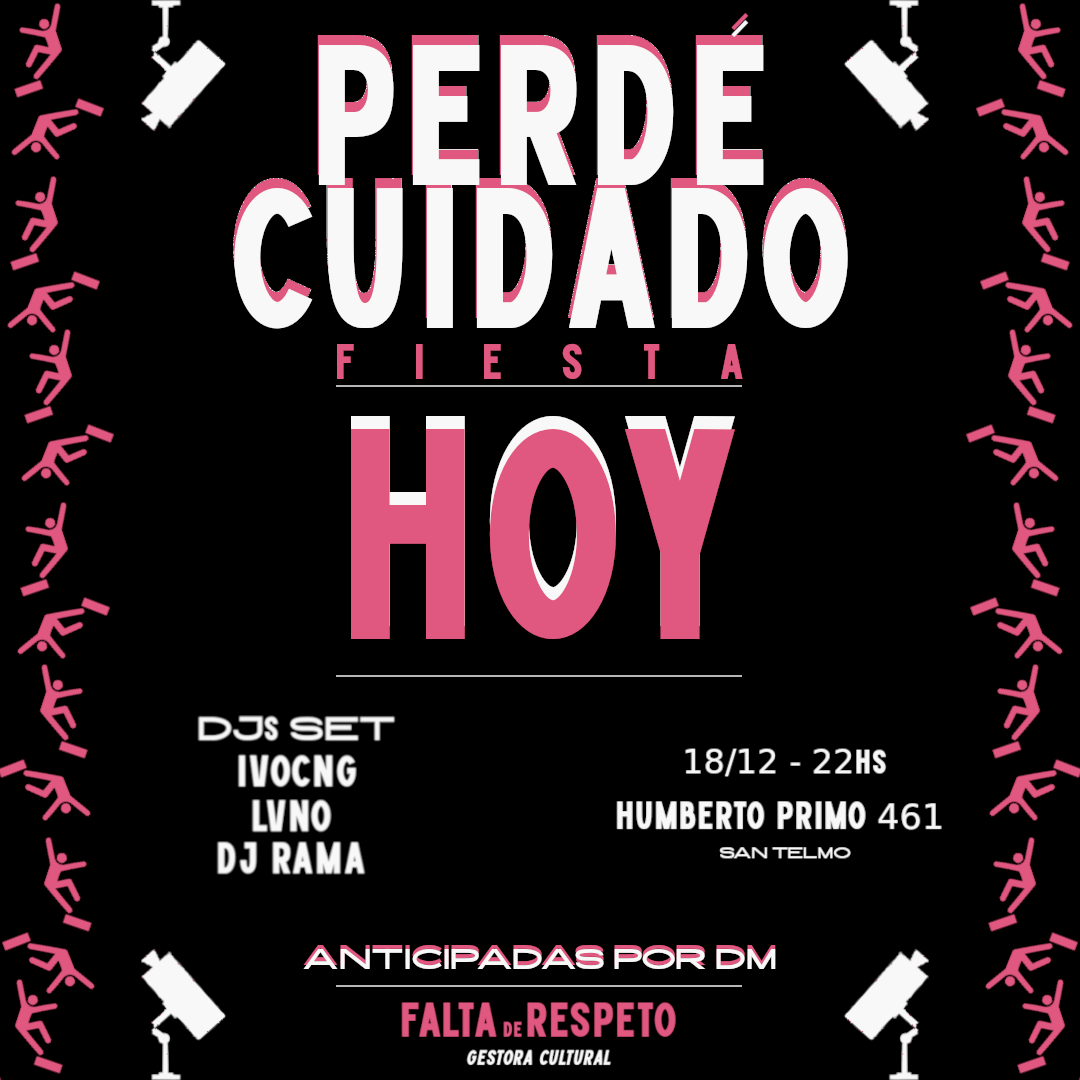 PERDÉ
CUIDADO
FIESTA
HOY
DJs SET
IVOCNG
LVNO
DJ RAMA
18/12 - 22HS
HUMBERTO PRIMO 461
SAN TELMO
ANTICIPADAS POR DM
FALTA DE RESPETO
GESTORA CULTURAL